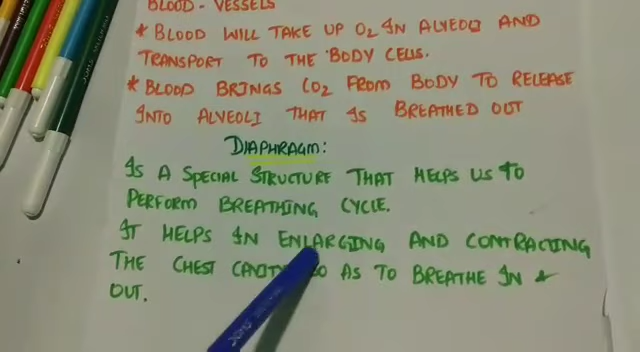 BLOOD - VESSELS
* BLOOD WILL TAKE UP O2 IN ALVEOLI AND
TRANSPORT TO THE BODY CELLS.
* BLOOD BRINGS CO2 FROM BODY TO RELEASE
INTO ALVEOLI THAT IS BREATHED OUT
DIAPHRAGM:
IS A SPECIAL STRUCTURE THAT HELPS US TO
PERFORM BREATHING CYCLE.
IT HELPS IN ENLARGING AND CONTRACTING
THE CHEST CAVITY SO AS TO BREATHE IN &
OUT.